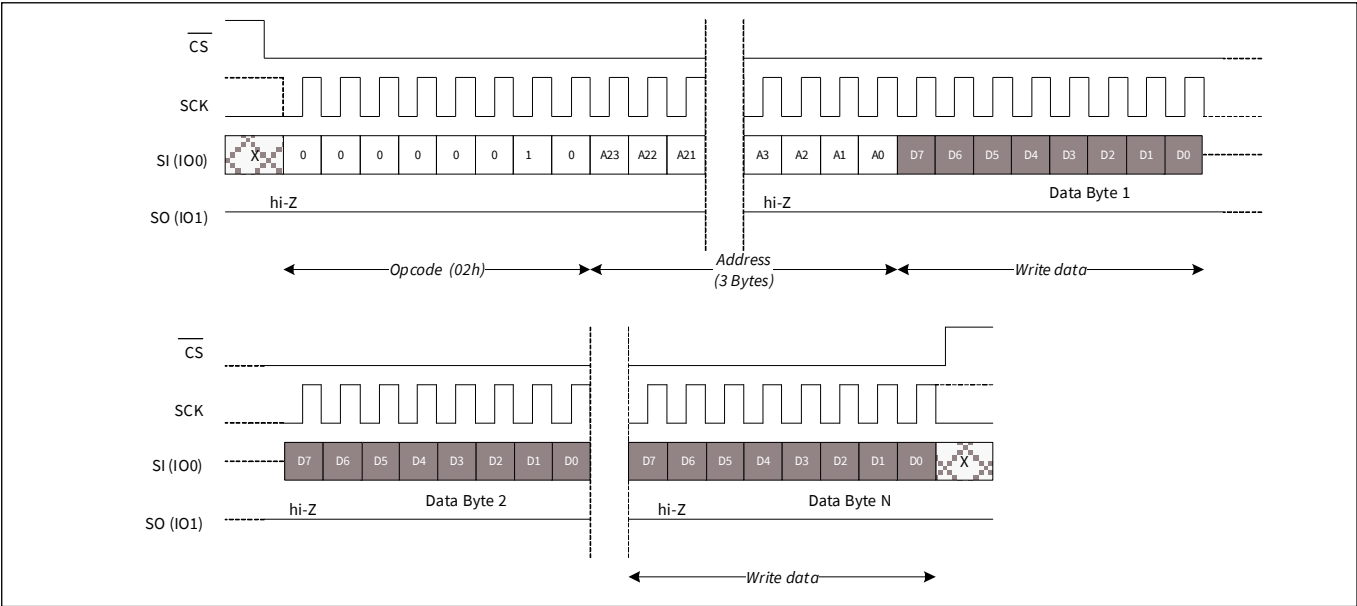 CS
SCK
SI (IO0) X 0 0 0 0 0 0 1 0 A23 A22 A21 A3 A2 A1 A0 D7 D6 D5 D4 D3 D2 D1 D0
Data Byte 1
hi-Z hi-Z
SO (IO1)
Opcode (02h) Address (3 Bytes) Write data
CS
SCK
SI (IO0) D7 D6 D5 D4 D3 D2 D1 D0 D7 D6 D5 D4 D3 D2 D1 D0 X
hi-Z Data Byte 2 hi-Z Data Byte N
SO (IO1)
Write data